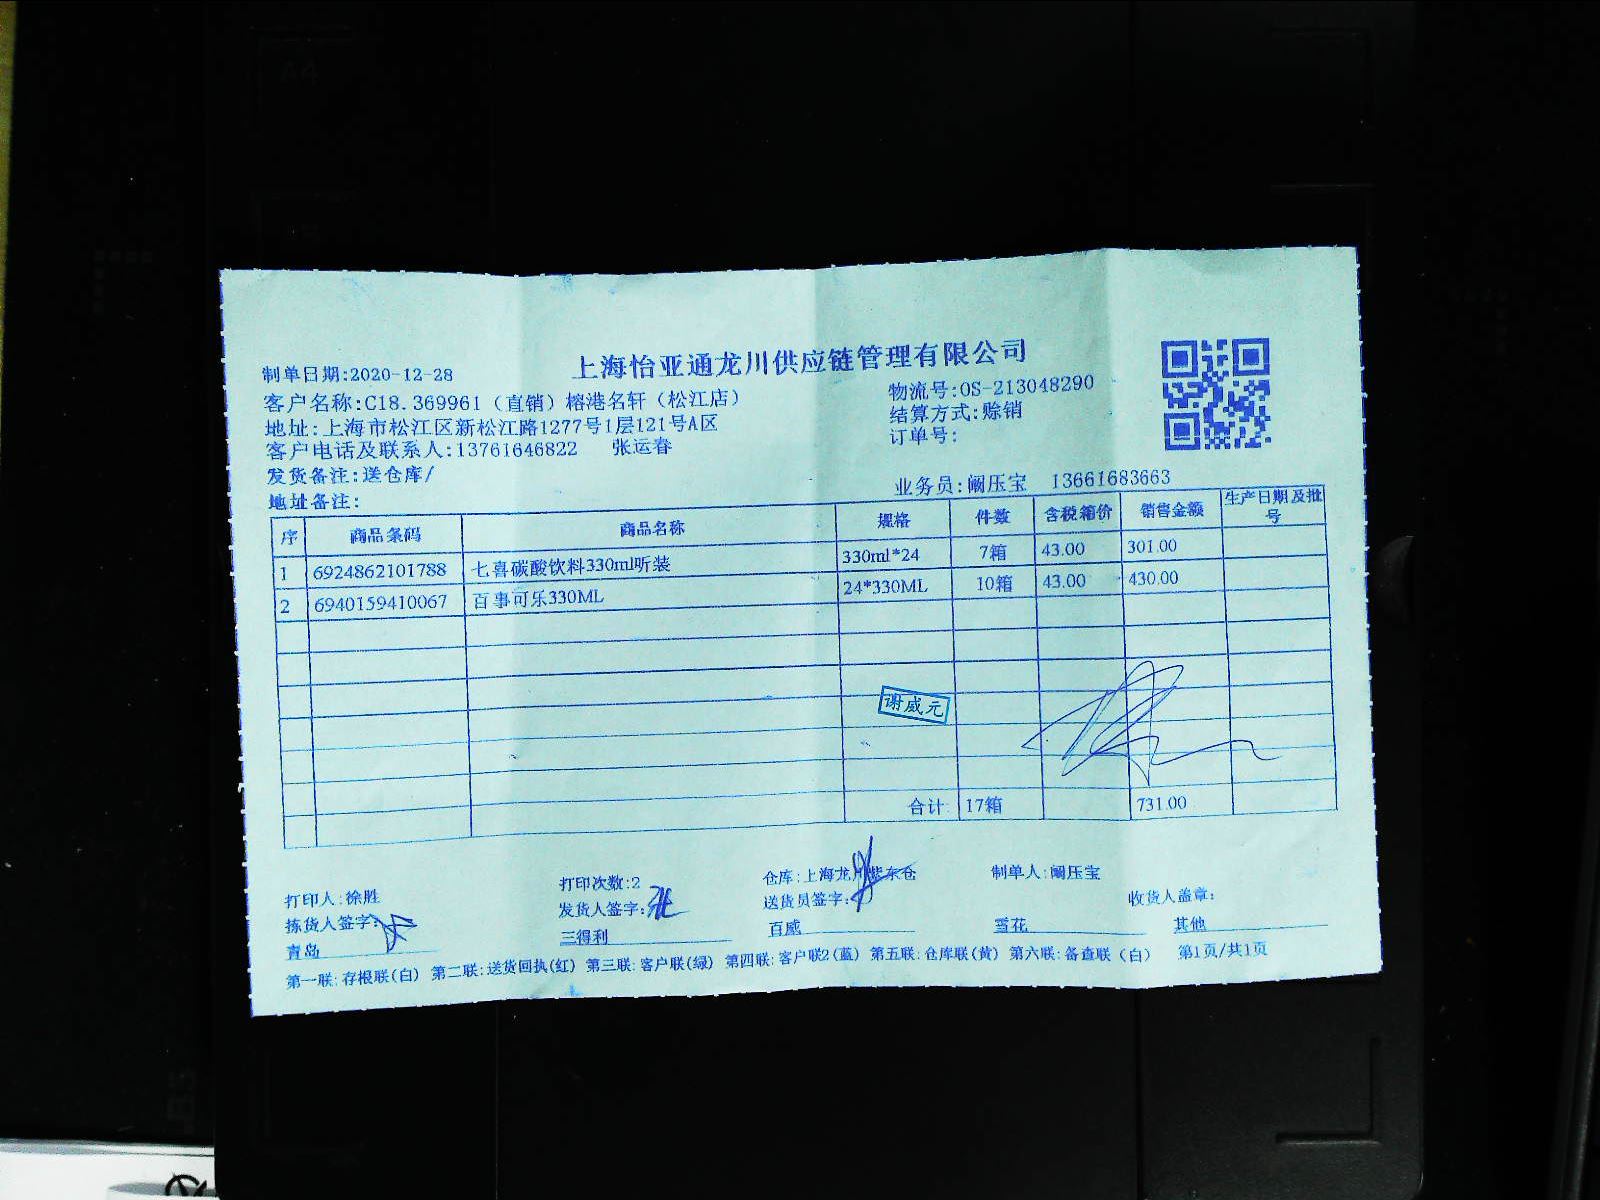 上海怡亚通龙川供应链管理有限公司
制单日期:2020-12-28
客户名称:C18.369961（直销）榕港名轩（松江店） 物流号:OS-213048290
地址:上海市松江区新松江路1277号1层121号A区 结算方式:赊销
客户电话及联系人:13761646822 张运春 订单号:
发货备注:送仓库/
地址备注: 业务员:阚压宝 13661683663
序 商品条码 商品名称 规格 件数 含税箱价 销售金额 生产日期及批号
1 6924862101788 七喜碳酸饮料330ml听装 330ml*24 7箱 43.00 301.00
2 6940159410067 百事可乐330ML 24*330ML 10箱 43.00 430.00
谢威元
合计: 17箱 731.00
打印人:徐胜 打印次数:2 仓库:上海龙川紫东仓 制单人:阚压宝
拣货人签字: 发货人签字: 送货员签字: 收货人盖章:
青岛 三得利 百威 雪花 其他
第一联:存根联(白) 第二联:送货回执(红) 第三联:客户联(绿) 第四联:客户联2(蓝) 第五联:仓库联(黄) 第六联:备查联（白） 第1页/共1页